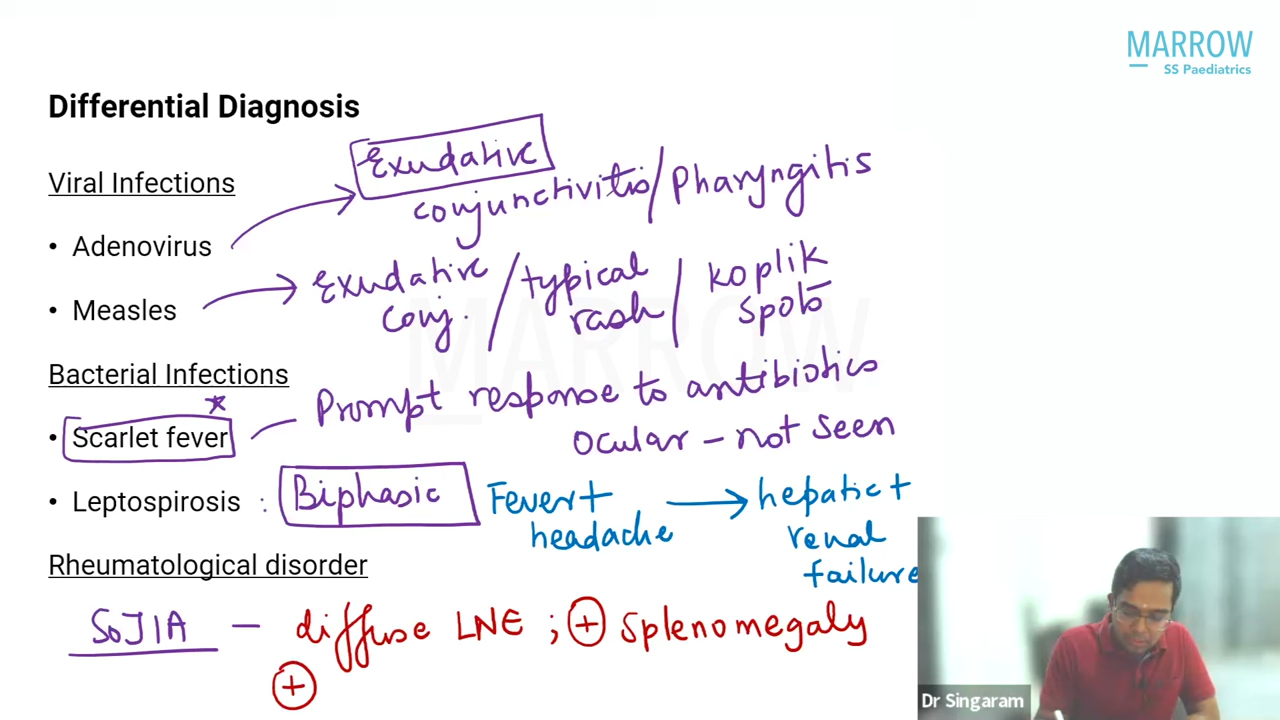 MARROW
SS Paediatrics
Differential Diagnosis
Exudative
Viral Infections
conjunctivitis / Pharyngitis
• Adenovirus
Exudative / typical / koplik
• Measles
conj. rash spots
MARROW
Bacterial Infections
Prompt response to antibiotics
• Scarlet fever
ocular - not seen
• Leptospirosis : Biphasic Fever + → hepatic +
headache renal
failure
Rheumatological disorder
SoJIA - diffuse LNE ; + Splenomegaly
+
Dr Singaram